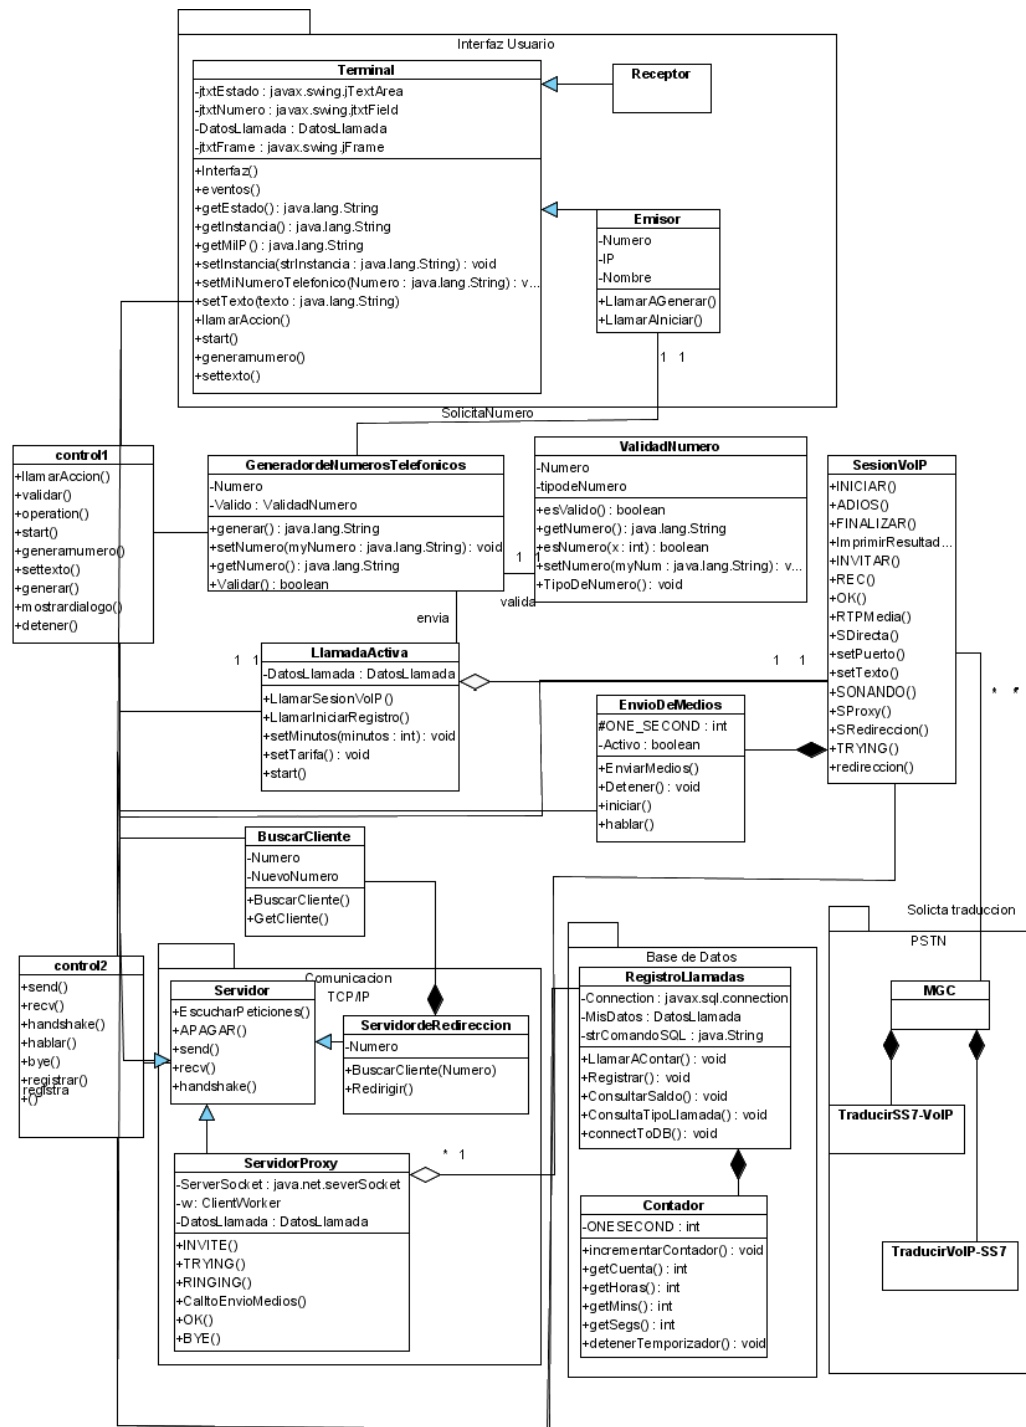 Interfaz Usuario
Terminal
-jtxtEstado : javax.swing.jTextArea
-jtxtNumero : javax.swing.jtxtField
-DatosLlamada : DatosLlamada
-jtxtFrame : javax.swing.jFrame
+Interfaz()
+eventos()
+getEstado() : java.lang.String
+getInstancia() : java.lang.String
+getMiIP() : java.lang.String
+setInstancia(strInstancia : java.lang.String) : void
+setMiNumeroTelefonico(Numero : java.lang.String) : v...
+setTexto(texto : java.lang.String)
+llamarAccion()
+start()
+generarnumero()
+settexto()
Receptor
Emisor
-Numero
-IP
-Nombre
+LlamarAGenerar()
+LlamarAIniciar()
1 1
SolicitaNumero
control1
+llamarAccion()
+validar()
+operation()
+start()
+generarnumero()
+settexto()
+generar()
+mostrardialogo()
+detener()
GeneradordeNumerosTelefonicos
-Numero
-Valido : ValidadNumero
+generar() : java.lang.String
+setNumero(myNumero : java.lang.String) : void
+getNumero() : java.lang.String
+Validar() : boolean
ValidadNumero
-Numero
-tipodeNumero
+esValido() : boolean
+getNumero() : java.lang.String
+esNumero(x : int) : boolean
+setNumero(myNum : java.lang.String) : v...
+TipoDeNumero() : void
1 1
valida
envia
SesionVoIP
+INICIAR()
+ADIOS()
+FINALIZAR()
+ImprimirResultad...
+INVITAR()
+REC()
+OK()
+RTPMedia()
+SDirecta()
+setPuerto()
+setTexto()
+SONANDO()
+SProxy()
+SRedireccion()
+TRYING()
+redireccion()
1 1
LlamadaActiva
-DatosLlamada : DatosLlamada
+LlamarSesionVoIP()
+LlamarIniciarRegistro()
+setMinutos(minutos : int) : void
+setTarifa() : void
+start()
1 1
* *
EnvioDeMedios
#ONE_SECOND : int
-Activo : boolean
+EnviarMedios()
+Detener() : void
+iniciar()
+hablar()
BuscarCliente
-Numero
-NuevoNumero
+BuscarCliente()
+GetCliente()
control2
+send()
+recv()
+handshake()
+hablar()
+bye()
+registrar()
registra
+()
Comunicacion
TCP/IP
Servidor
+EscucharPeticiones()
+APAGAR()
+send()
+recv()
+handshake()
ServidordeRedireccion
-Numero
+BuscarCliente(Numero)
+Redirigir()
ServidorProxy
-ServerSocket : java.net.severSocket
-w : ClientWorker
-DatosLlamada : DatosLlamada
+INVITE()
+TRYING()
+RINGING()
+CalltoEnvioMedios()
+OK()
+BYE()
* 1
Base de Datos
RegistroLlamadas
-Connection : javax.sql.connection
-MisDatos : DatosLlamada
-strComandoSQL : java.String
+LlamarAContar() : void
+Registrar() : void
+ConsultarSaldo() : void
+ConsultaTipoLlamada() : void
+connectToDB() : void
Contador
-ONESECOND : int
+incrementarContador() : void
+getCuenta() : int
+getHoras() : int
+getMins() : int
+getSegs() : int
+detenerTemporizador() : void
Solicta traduccion
PSTN
MGC
TraducirSS7-VoIP
TraducirVoIP-SS7